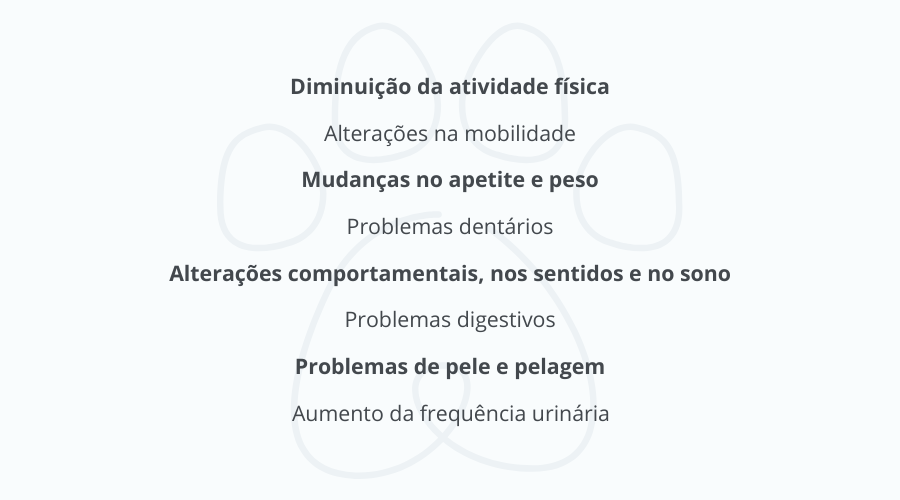 Diminuição da atividade física
Alterações na mobilidade
Mudanças no apetite e peso
Problemas dentários
Alterações comportamentais, nos sentidos e no sono
Problemas digestivos
Problemas de pele e pelagem
Aumento da frequência urinária